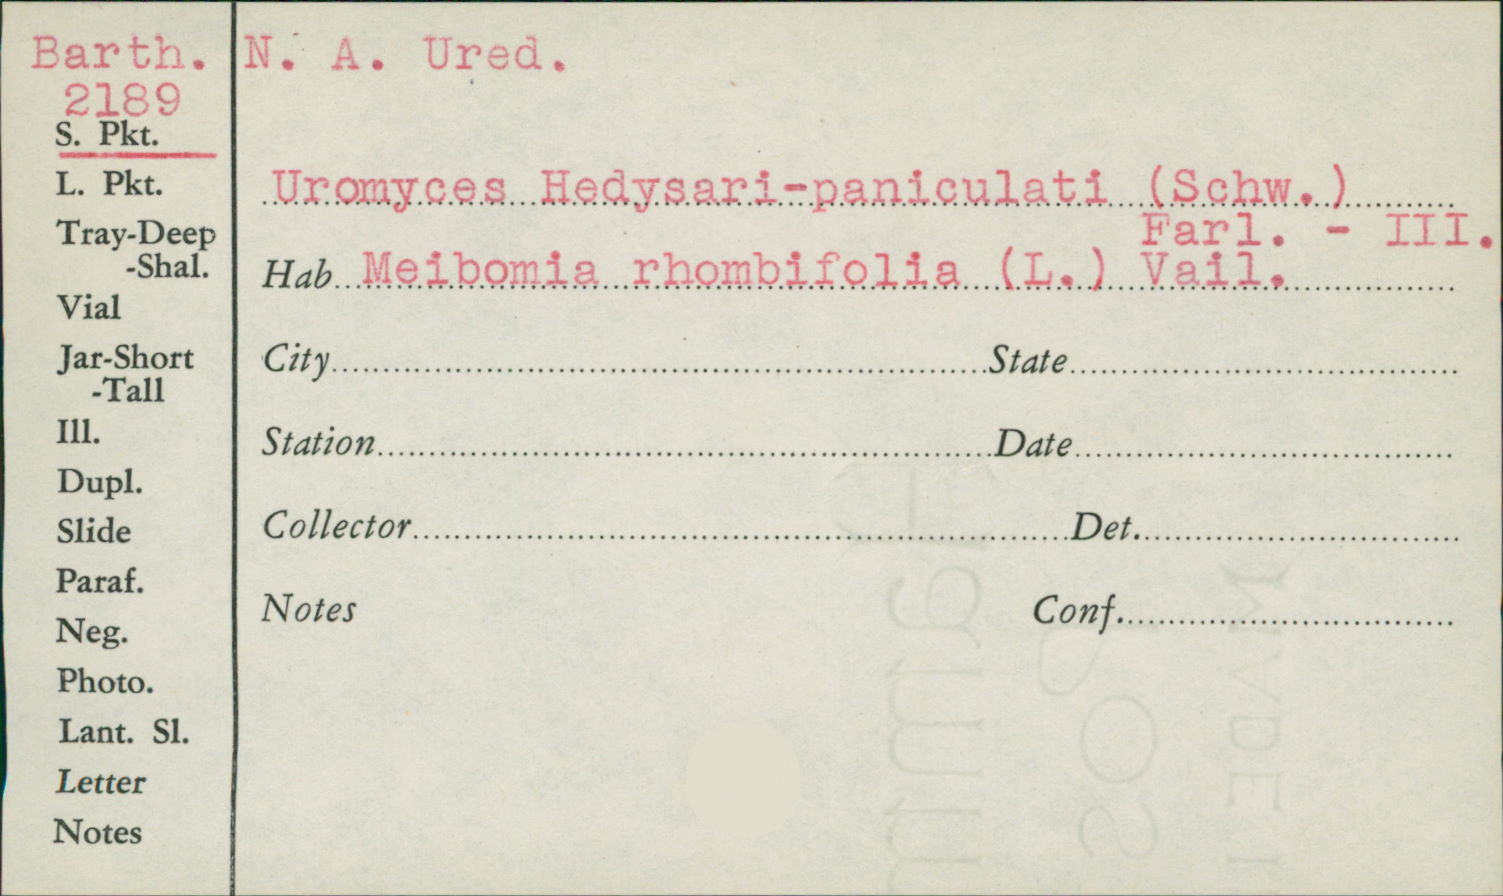 Barth. N. A. Ured.
2189
S. Pkt.
L. Pkt.
Tray-Deep
-Shal.
Vial
Jar-Short
-Tall
Ill.
Dupl.
Slide
Paraf.
Neg.
Photo.
Lant. Sl.
Letter
Notes
Uromyces Hedysari-paniculati (Schw.)
Farl. - III.
Hab. Meibomia rhombifolia (L.) Vail.
City State
Station Date
Collector Det.
Notes Conf.